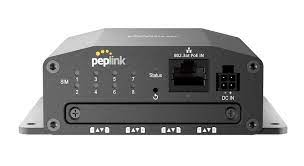 peplink
802.3at PoE IN
SIM
1 2 3 4
5 6 7 8
Status
DC IN